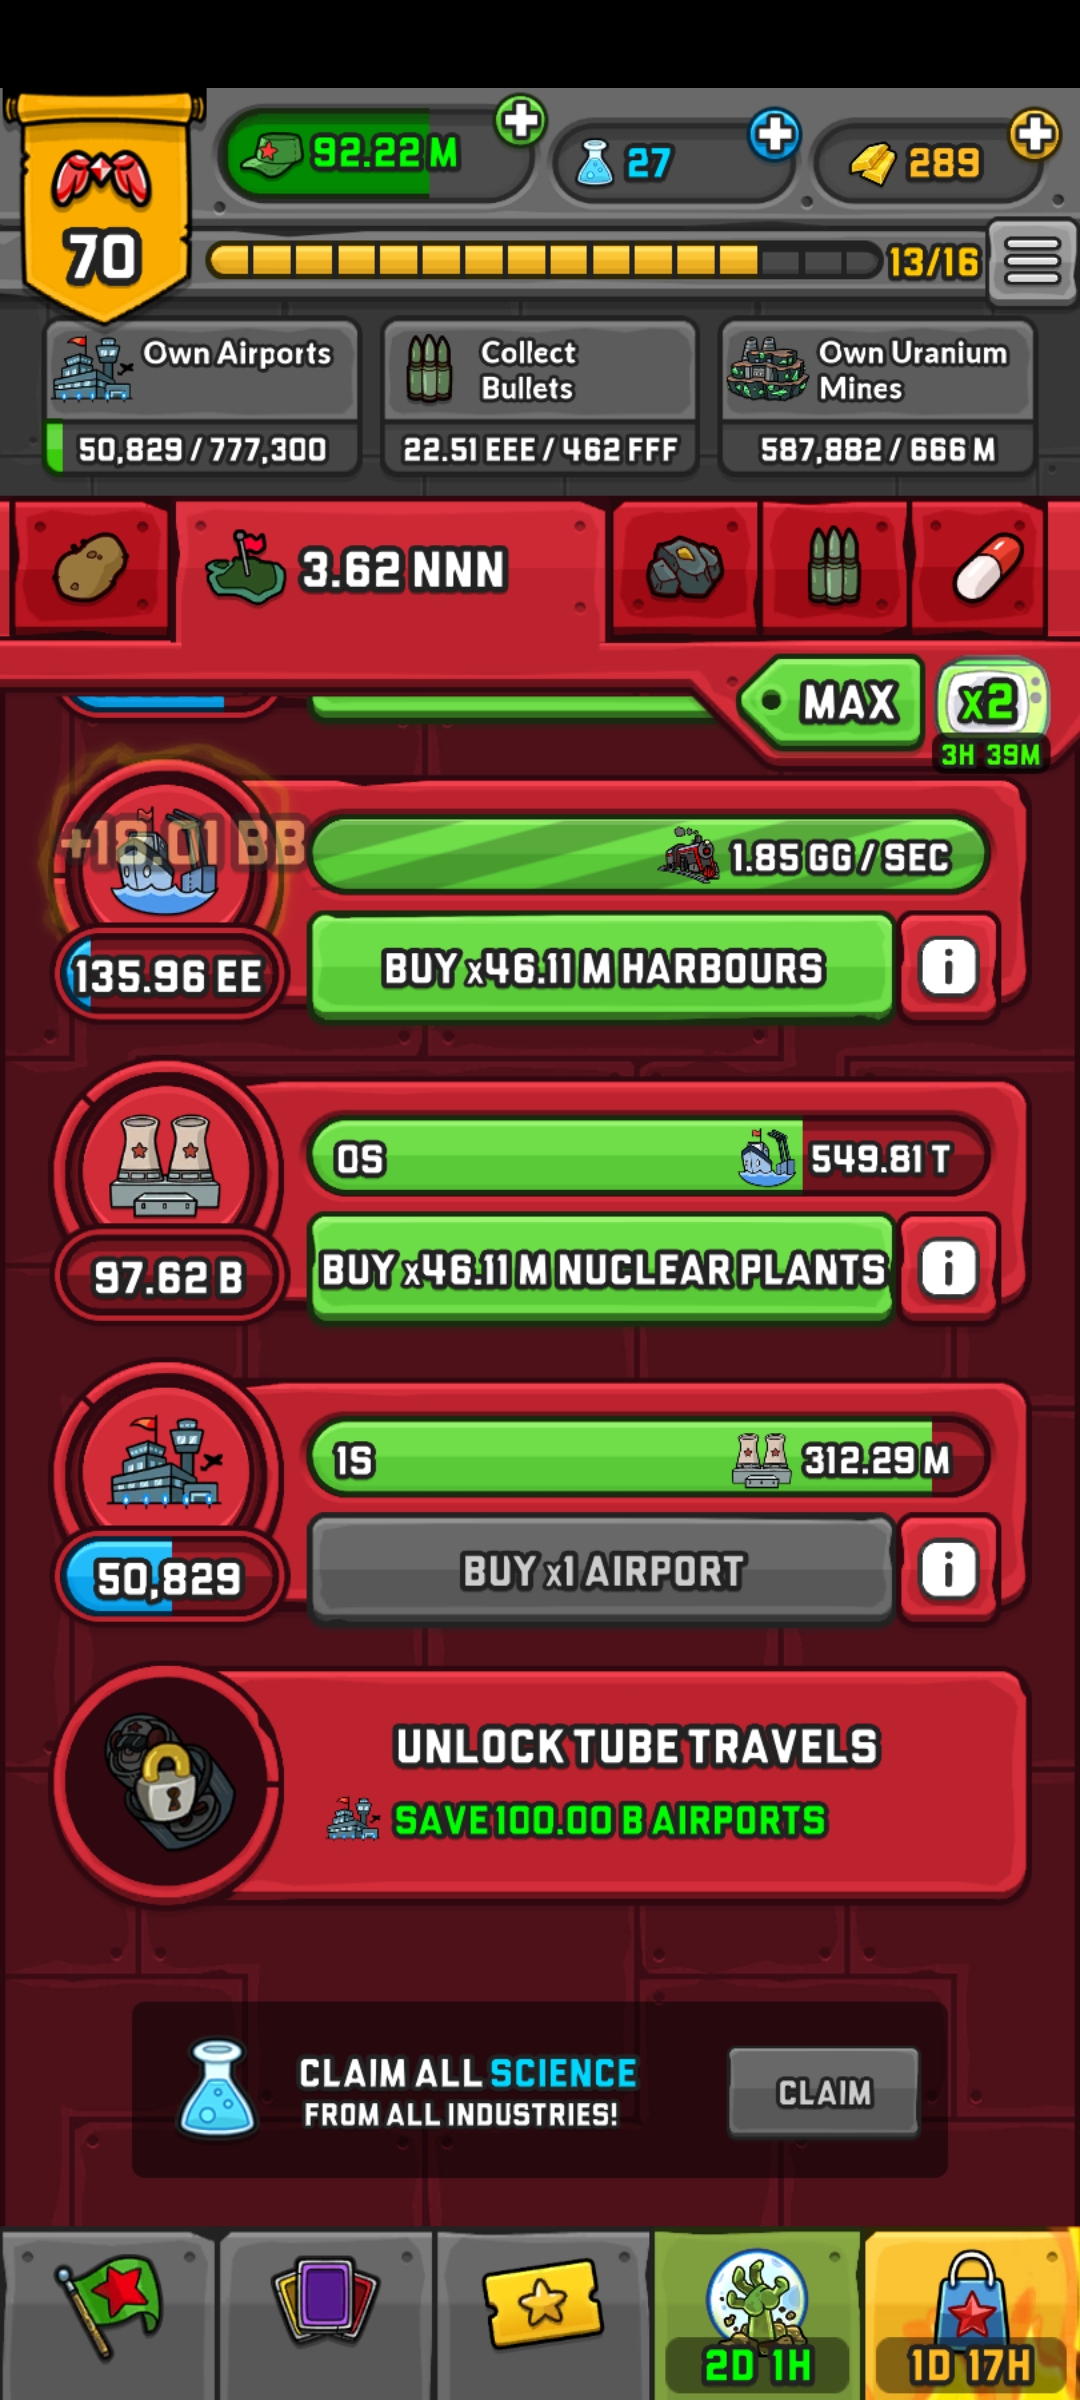 92.22 M
27
289
70
13/16
Own Airports
50,829 / 777,300
Collect
Bullets
22.51 EEE / 462 FFF
Own Uranium
Mines
587,882 / 666 M
3.62 NNN
MAX
x2
3H 39M
+18.01 BB
1.85 GG / SEC
135.96 EE
BUY x46.11 M HARBOURS
i
0S
549.81 T
97.62 B
BUY x46.11 M NUCLEAR PLANTS
i
1S
312.29 M
50,829
BUY x1 AIRPORT
i
UNLOCK TUBE TRAVELS
SAVE 100.00 B AIRPORTS
CLAIM ALL SCIENCE
FROM ALL INDUSTRIES!
CLAIM
2D 1H
1D 17H